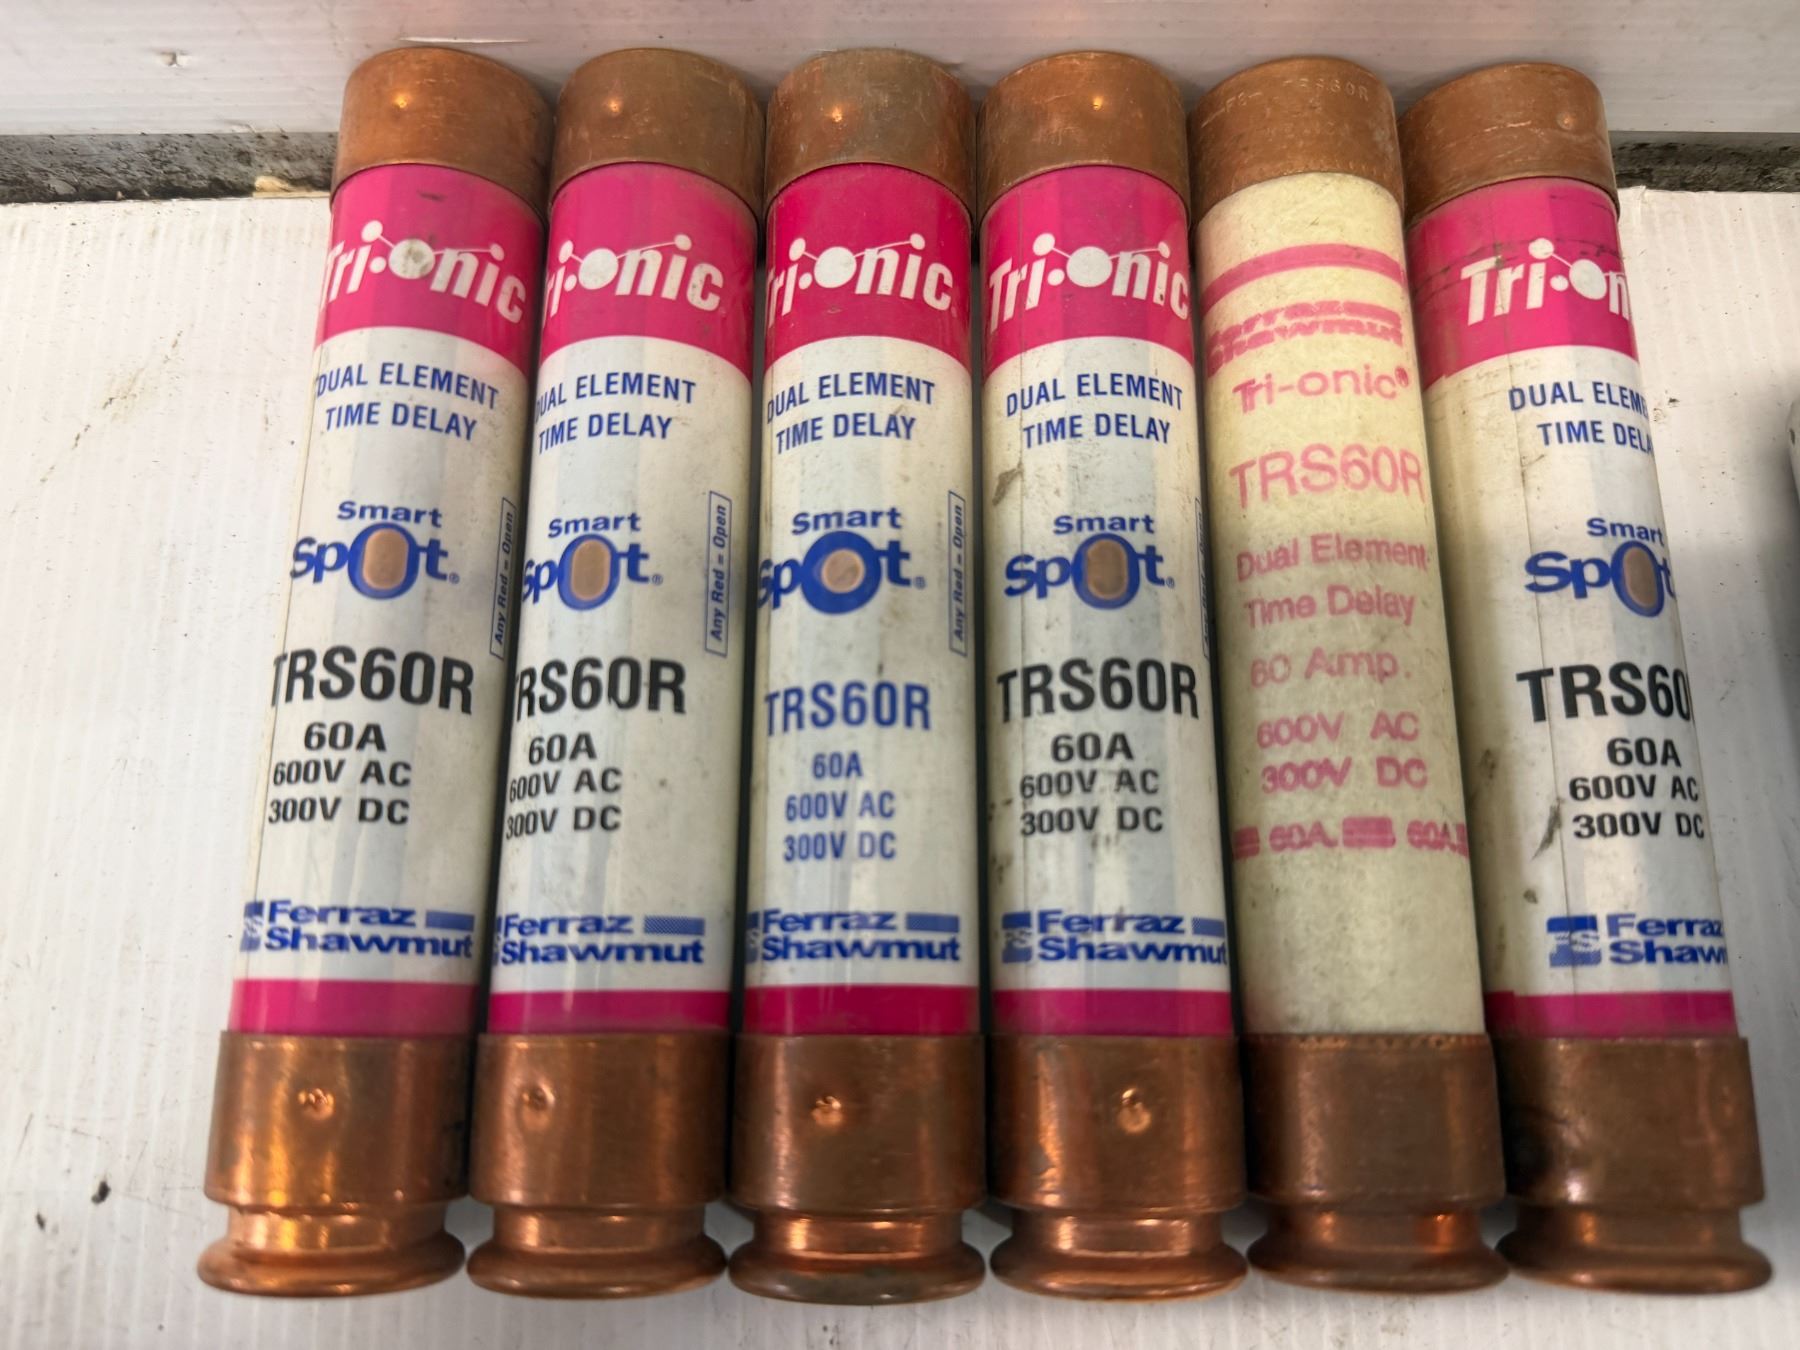 Tri-onic
DUAL ELEMENT
TIME DELAY
Smart
Spot®
Any Red = Open
TRS60R
60A
600V AC
300V DC
Ferraz
Shawmut
Tri-onic
DUAL ELEMENT
TIME DELAY
Smart
Spot®
Any Red = Open
TRS60R
60A
600V AC
300V DC
Ferraz
Shawmut
Tri-onic
DUAL ELEMENT
TIME DELAY
Smart
Spot®
Any Red = Open
TRS60R
60A
600V AC
300V DC
Ferraz
Shawmut
Tri-onic
DUAL ELEMENT
TIME DELAY
Smart
Spot®
TRS60R
60A
600V AC
300V DC
FS Ferraz
Shawmut
Ferraz
Shawmut
Tri-onic®
TRS60R
Dual Element
Time Delay
60 Amp.
600V AC
300V DC
60A. 60A.
Tri-on
DUAL ELEME
TIME DELA
Smart
Spot
TRS60
60A
600V AC
300V DC
FS Ferraz
Shaw